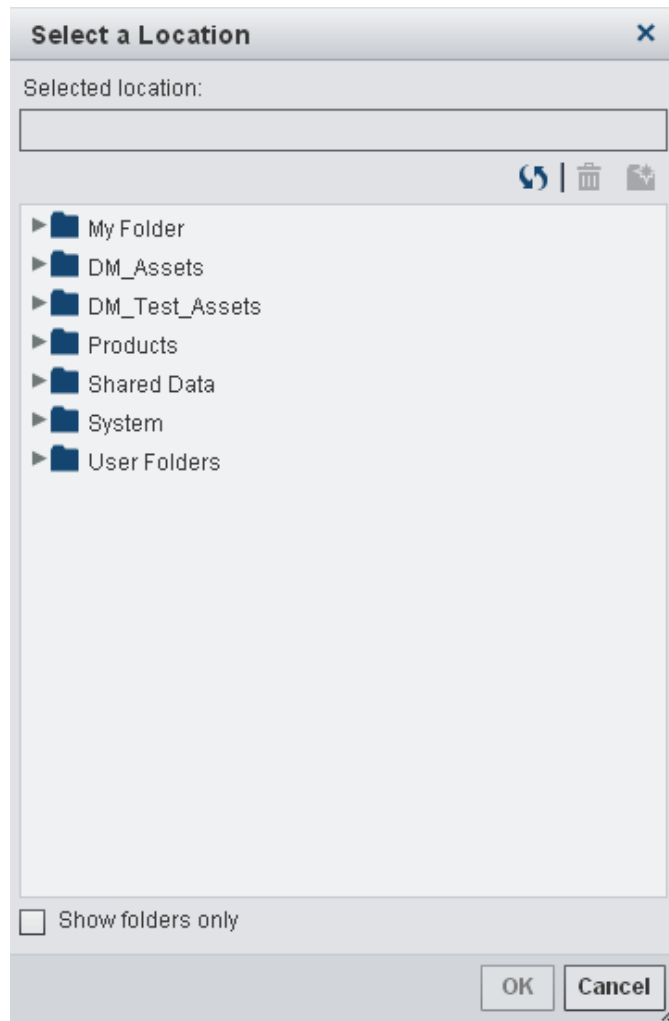 Select a Location
Selected location:
My Folder
DM_Assets
DM_Test_Assets
Products
Shared Data
System
User Folders
Show folders only
OK Cancel